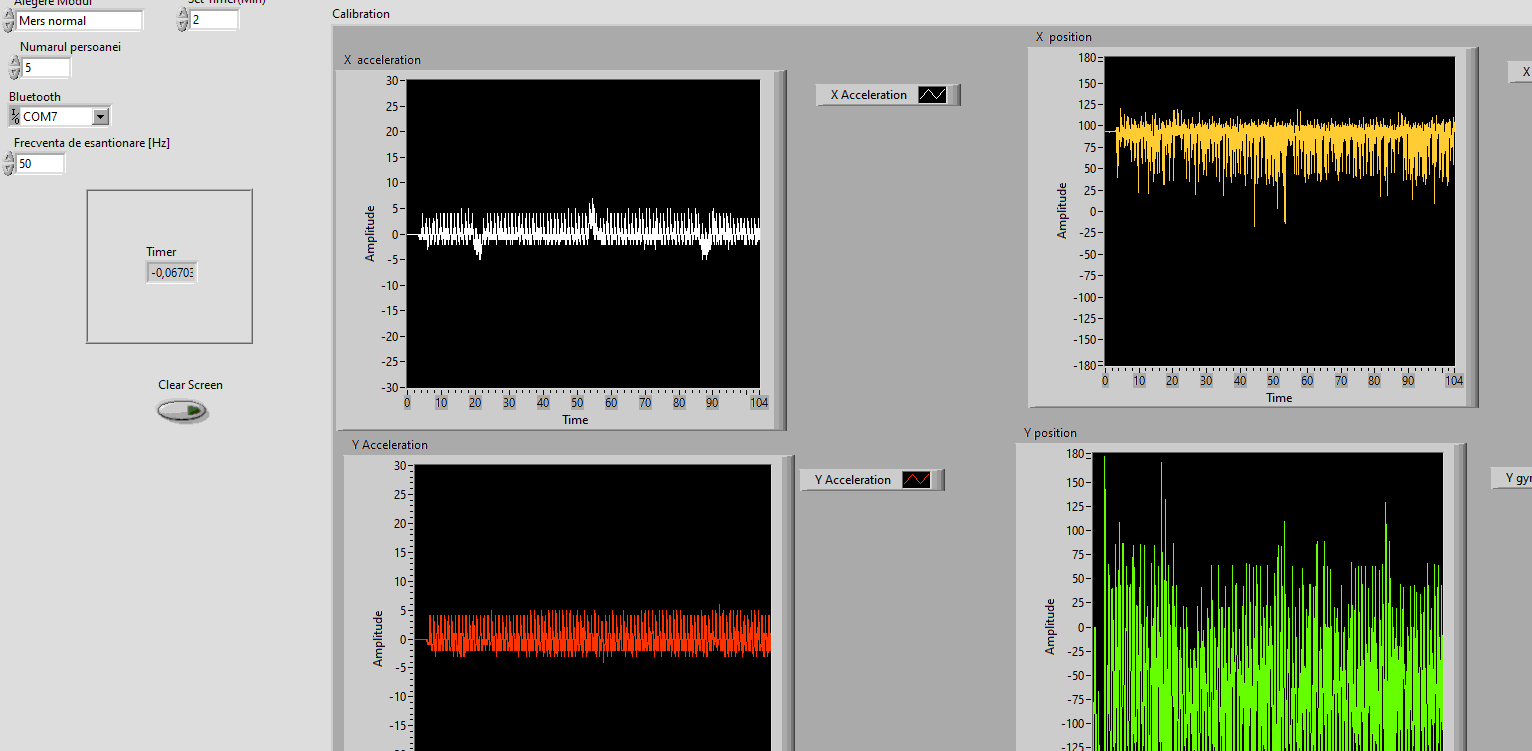 Alegere Modul
Set Timer(Min)
Mers normal
2
Numarul persoanei
5
Bluetooth
COM7
Frecventa de esantionare [Hz]
50
Timer
-0,0670
Clear Screen
Calibration
X acceleration
30
25
20
15
10
5
0
-5
-10
-15
-20
-25
-30
Amplitude
0 10 20 30 40 50 60 70 80 90 104
Time
X Acceleration
X position
180
150
125
100
75
50
25
0
-25
-50
-75
-100
-125
-150
-180
Amplitude
0 10 20 30 40 50 60 70 80 90 104
Time
X
Y Acceleration
30
25
20
15
10
5
0
-5
-10
-15
Amplitude
Y Acceleration
Y position
180
150
125
100
75
50
25
0
-25
-50
-75
-100
-125
Amplitude
Y gyr